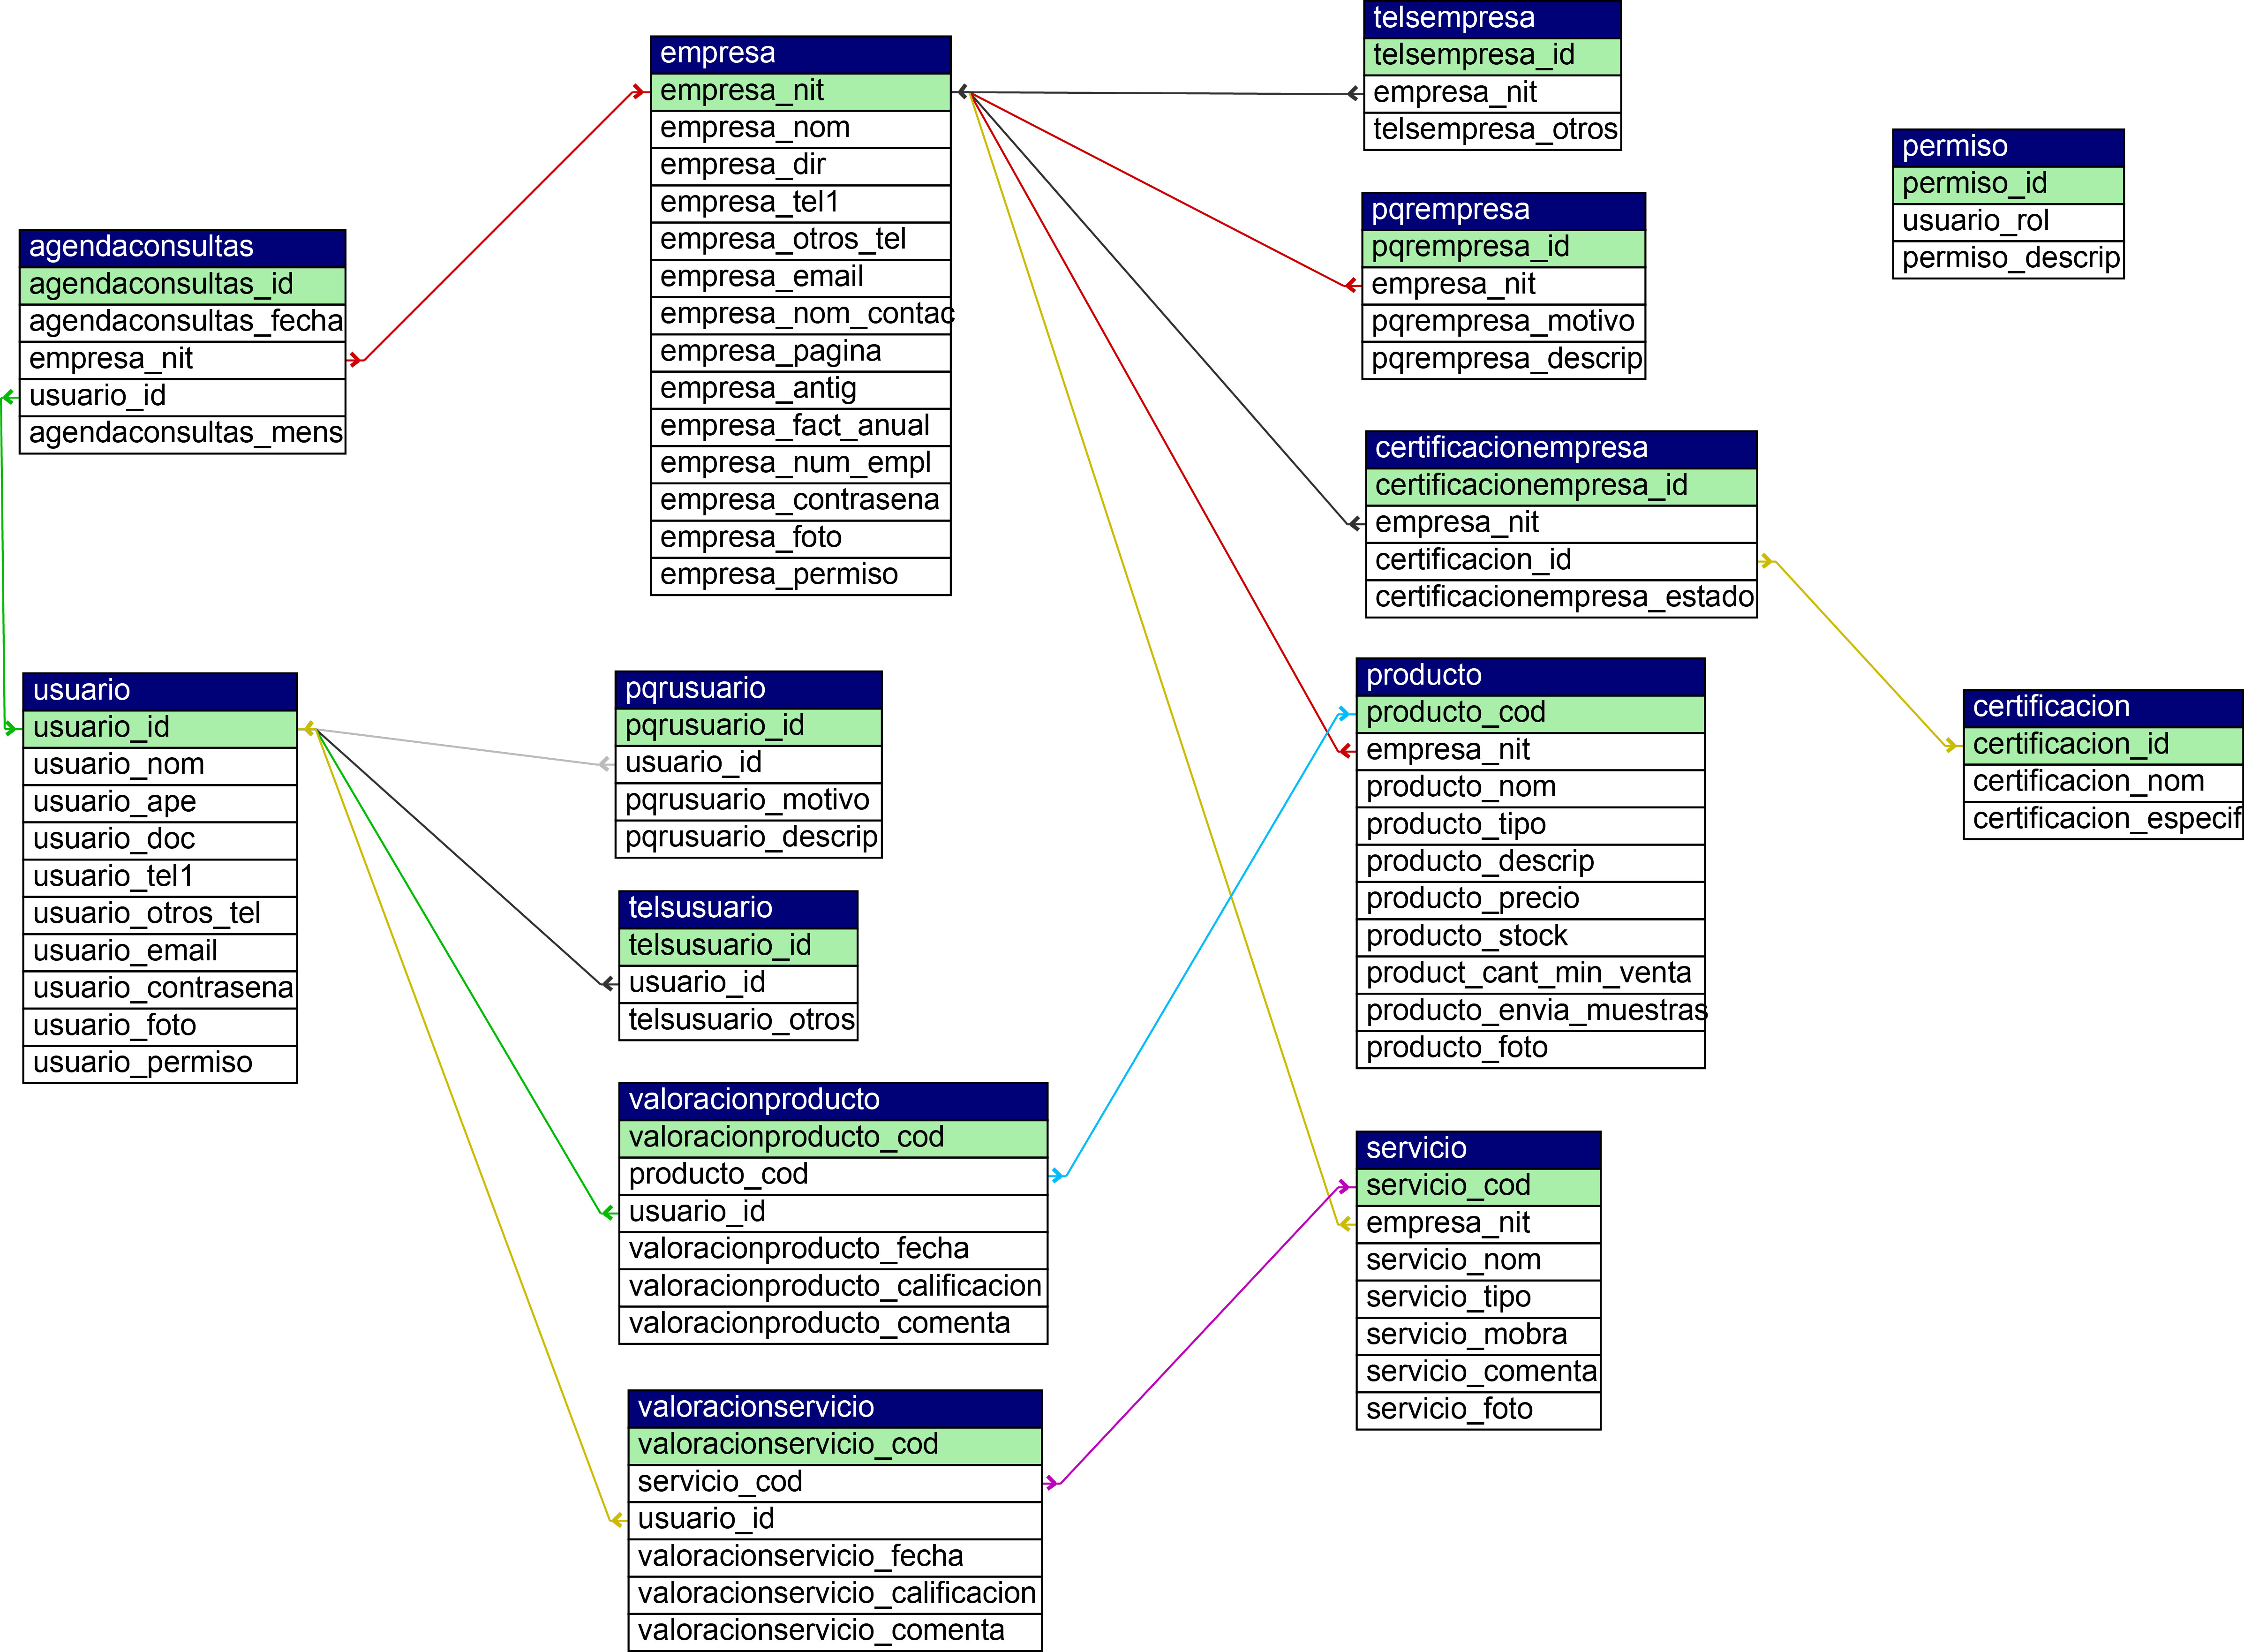 telsempresa
telsempresa_id
empresa_nit
telsempresa_otros
empresa
empresa_nit
empresa_nom
empresa_dir
empresa_tel1
empresa_otros_tel
empresa_email
empresa_nom_contac
empresa_pagina
empresa_antig
empresa_fact_anual
empresa_num_empl
empresa_contrasena
empresa_foto
empresa_permiso
permiso
permiso_id
usuario_rol
permiso_descrip
pqrempresa
pqrempresa_id
empresa_nit
pqrempresa_motivo
pqrempresa_descrip
agendaconsultas
agendaconsultas_id
agendaconsultas_fecha
empresa_nit
usuario_id
agendaconsultas_mens
certificacionempresa
certificacionempresa_id
empresa_nit
certificacion_id
certificacionempresa_estado
usuario
usuario_id
usuario_nom
usuario_ape
usuario_doc
usuario_tel1
usuario_otros_tel
usuario_email
usuario_contrasena
usuario_foto
usuario_permiso
pqrusuario
pqrusuario_id
usuario_id
pqrusuario_motivo
pqrusuario_descrip
producto
producto_cod
empresa_nit
producto_nom
producto_tipo
producto_descrip
producto_precio
producto_stock
product_cant_min_venta
producto_envia_muestras
producto_foto
certificacion
certificacion_id
certificacion_nom
certificacion_especif
telsusuario
telsusuario_id
usuario_id
telsusuario_otros
valoracionproducto
valoracionproducto_cod
producto_cod
usuario_id
valoracionproducto_fecha
valoracionproducto_calificacion
valoracionproducto_comenta
servicio
servicio_cod
empresa_nit
servicio_nom
servicio_tipo
servicio_mobra
servicio_comenta
servicio_foto
valoracionservicio
valoracionservicio_cod
servicio_cod
usuario_id
valoracionservicio_fecha
valoracionservicio_calificacion
valoracionservicio_comenta